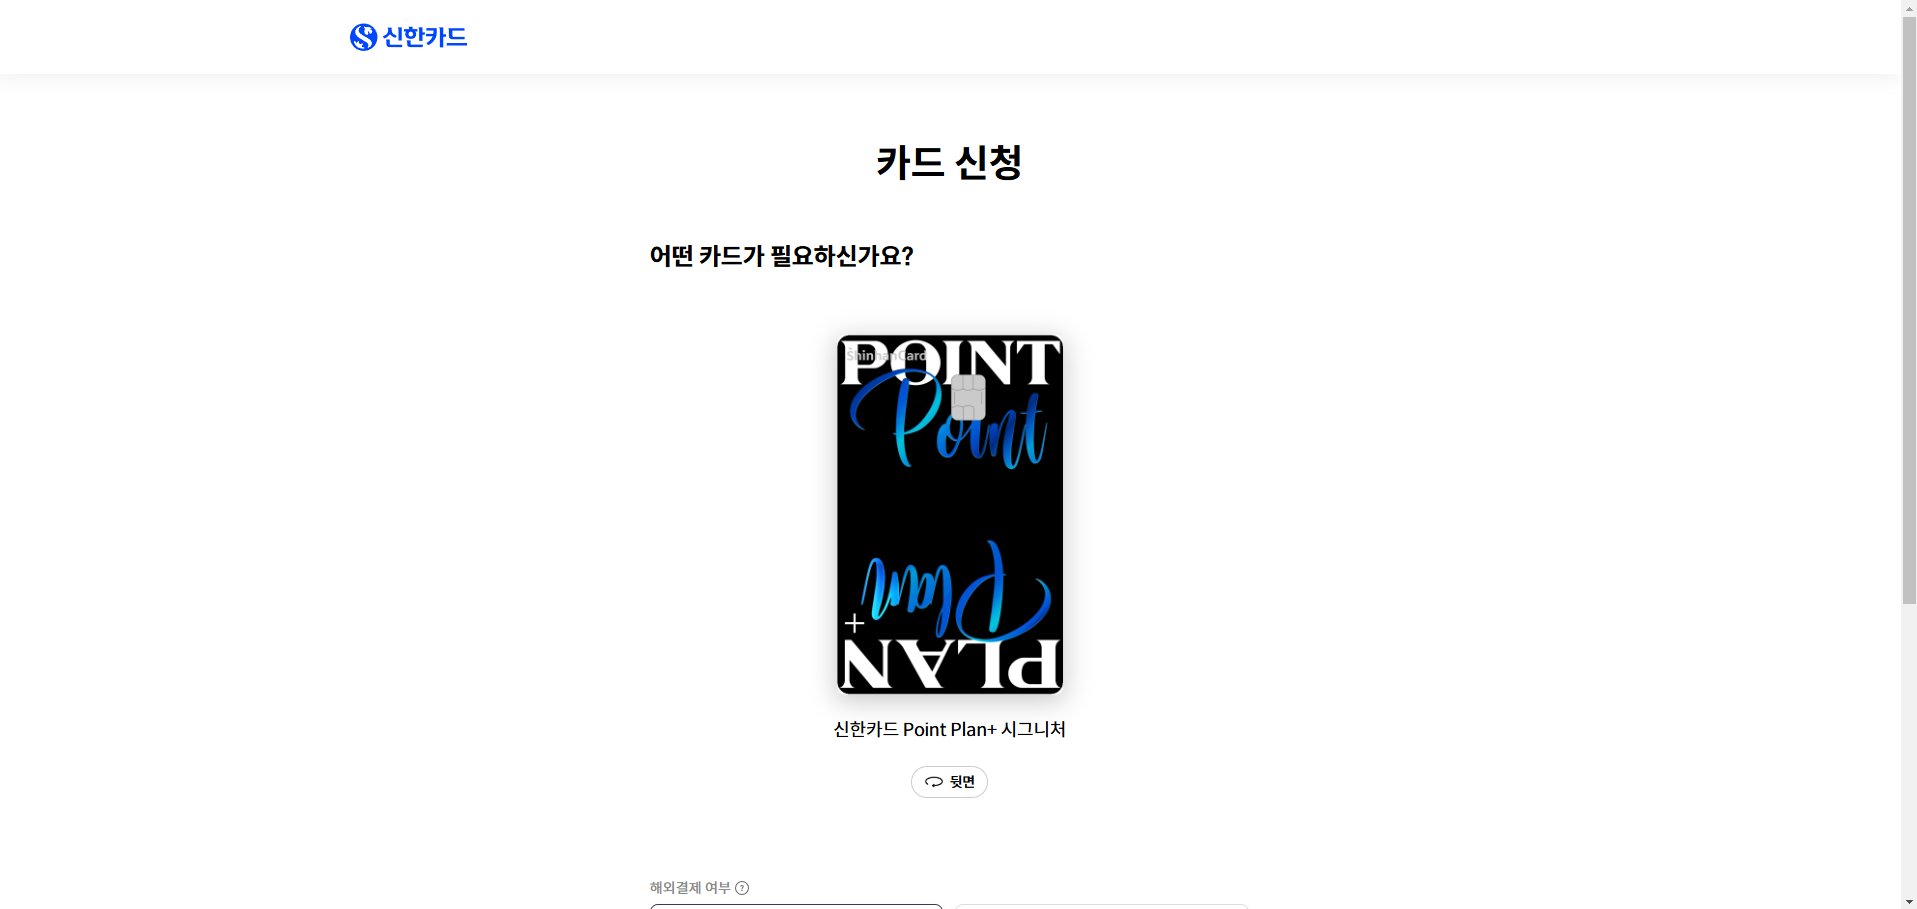 신한카드
카드 신청
어떤 카드가 필요하신가요?
POINT
ShinhanCard
Point
Plan
+
PLAN
신한카드 Point Plan+ 시그니처
뒷면
해외결제 여부 ?